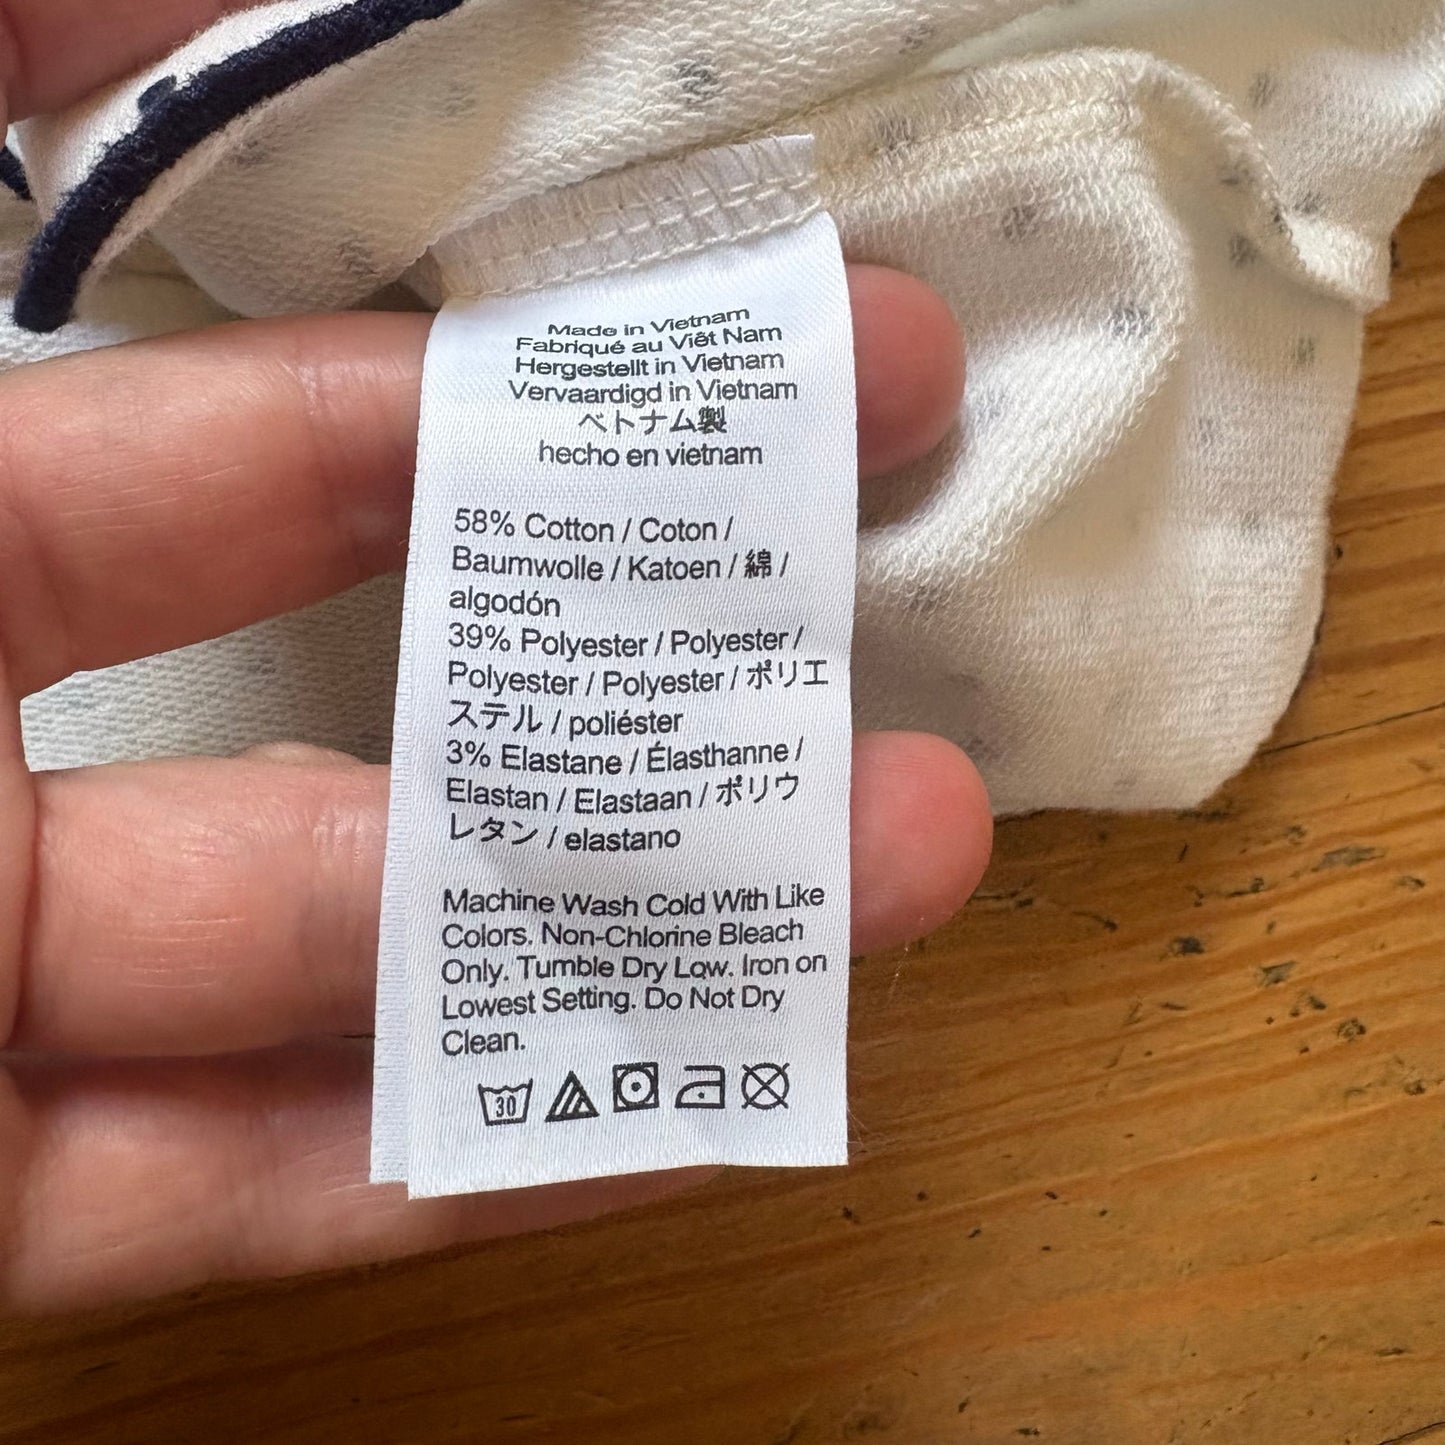 Made in Vietnam
Fabriqué au Viêt Nam
Hergestellt in Vietnam
Vervaardigd in Vietnam
ベトナム製
hecho en vietnam
58% Cotton / Coton /
Baumwolle / Katoen / 綿 /
algodón
39% Polyester / Polyester /
Polyester / Polyester / ポリエ
ステル / poliéster
3% Elastane / Élasthanne /
Elastan / Elastaan / ポリウ
レタン / elastano
Machine Wash Cold With Like
Colors. Non-Chlorine Bleach
Only. Tumble Dry Low. Iron on
Lowest Setting. Do Not Dry
Clean.
30